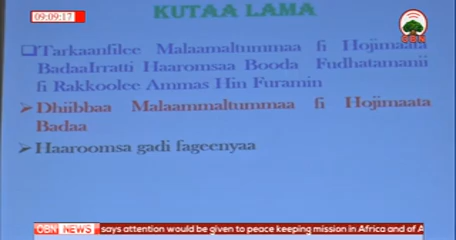 09:09:17
KUTAA LAMA
OBN
❑Tarkaanfilee Malaamaltummaa fi Hojimaata
BadaaIrratti Haaromsaa Booda Fudhatamanii
fi Rakkoolee Ammas Hin Furamin
➢Dhiibbaa Malaammaltummaa fi Hojimaata
Badaa
➢Haaroomsa gadi fageenyaa
OBN NEWS says attention would be given to peace keeping mission in Africa and of A